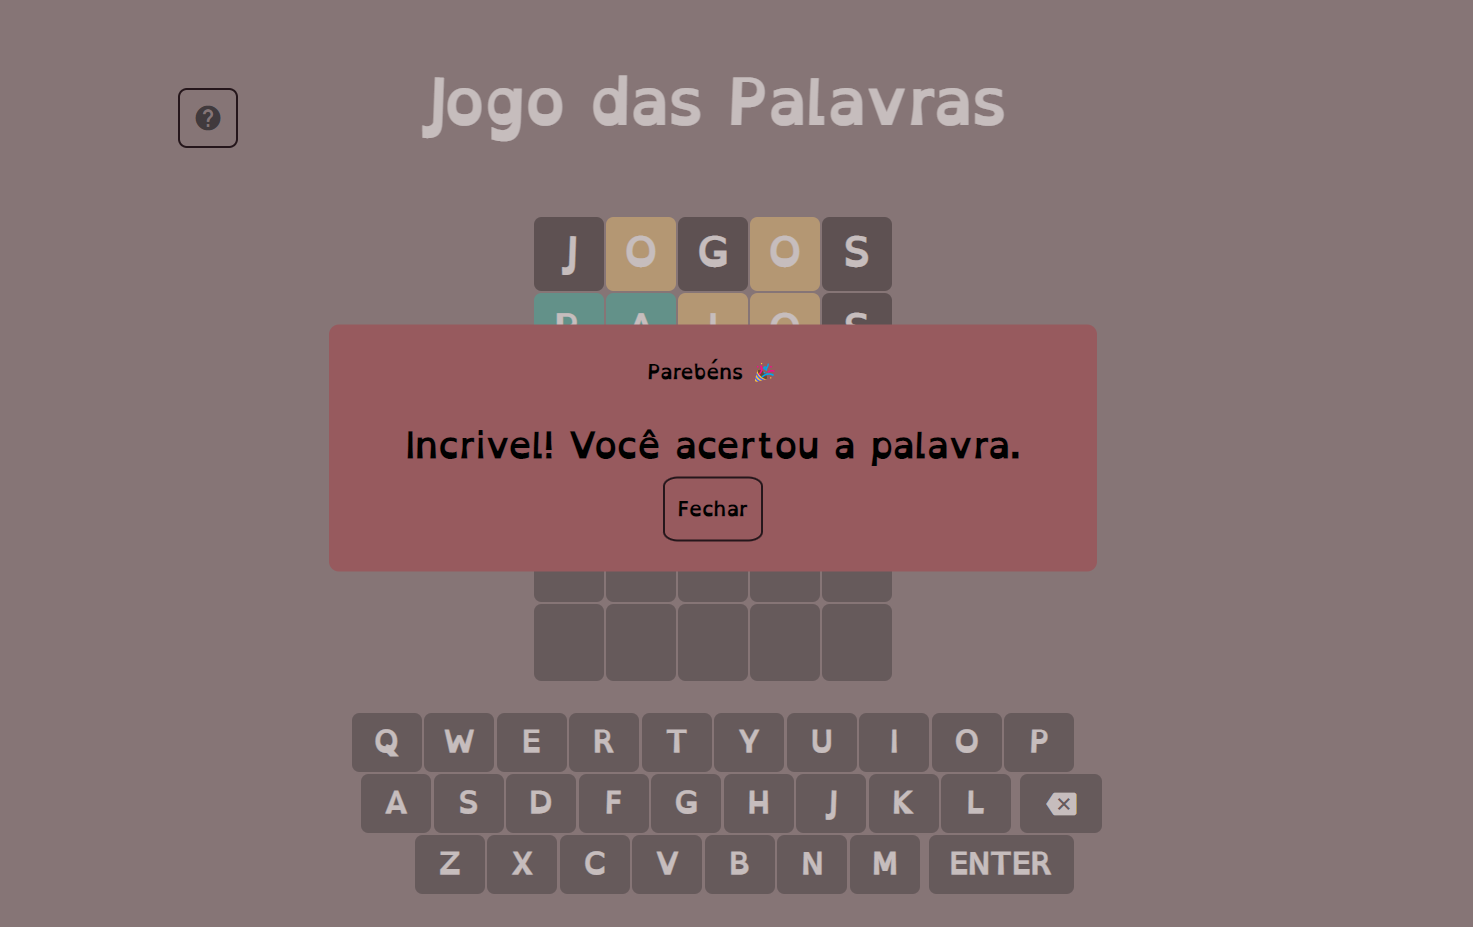 Jogo das Palavras
J O G O S
A O S
Parebéns 🎉
Incrivel! Você acertou a palavra.
Fechar
Q W E R T Y U I O P
A S D F G H J K L
Z X C V B N M ENTER